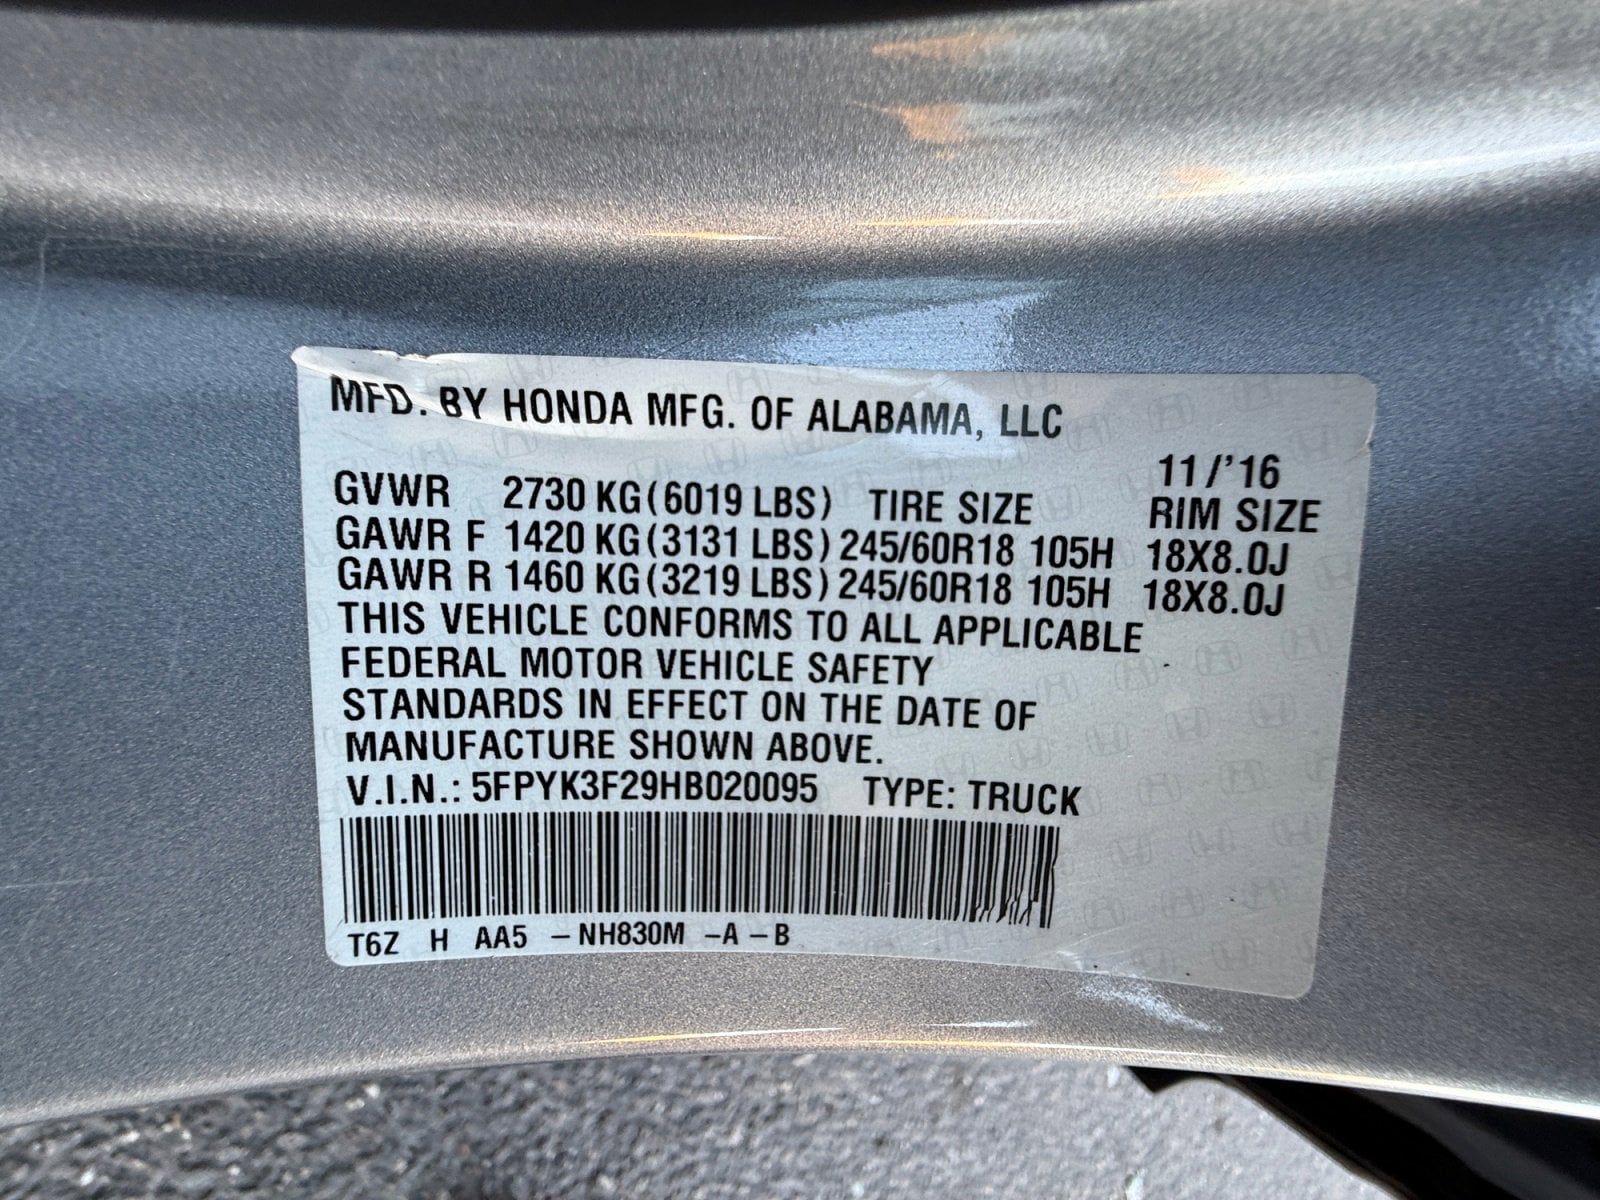 MFD. BY HONDA MFG. OF ALABAMA, LLC
11/'16
GVWR 2730 KG(6019 LBS) TIRE SIZE RIM SIZE
GAWR F 1420 KG(3131 LBS) 245/60R18 105H 18X8.0J
GAWR R 1460 KG(3219 LBS) 245/60R18 105H 18X8.0J
THIS VEHICLE CONFORMS TO ALL APPLICABLE
FEDERAL MOTOR VEHICLE SAFETY
STANDARDS IN EFFECT ON THE DATE OF
MANUFACTURE SHOWN ABOVE.
V.I.N.: 5FPYK3F29HB020095 TYPE: TRUCK
T6Z H AA5 -NH830M -A -B